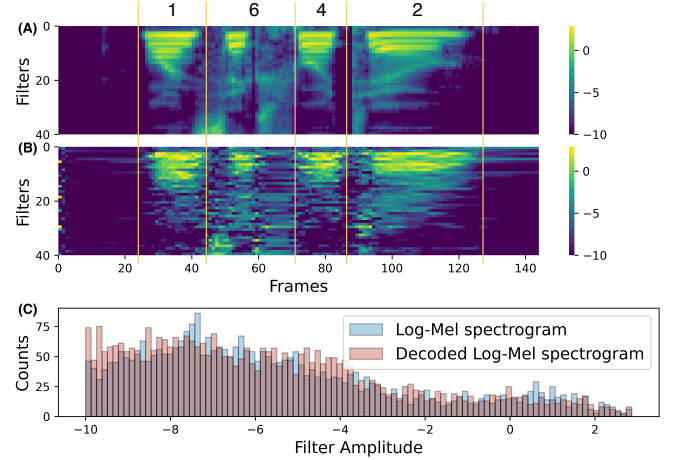 1 6 4 2
(A)
0
20
40
Filters
0
−5
−10
(B)
0
20
40
Filters
0
−5
−10
0 20 40 60 80 100 120 140
Frames
(C)
75
50
25
0
Counts
Log-Mel spectrogram
Decoded Log-Mel spectrogram
−10 −8 −6 −4 −2 0 2
Filter Amplitude